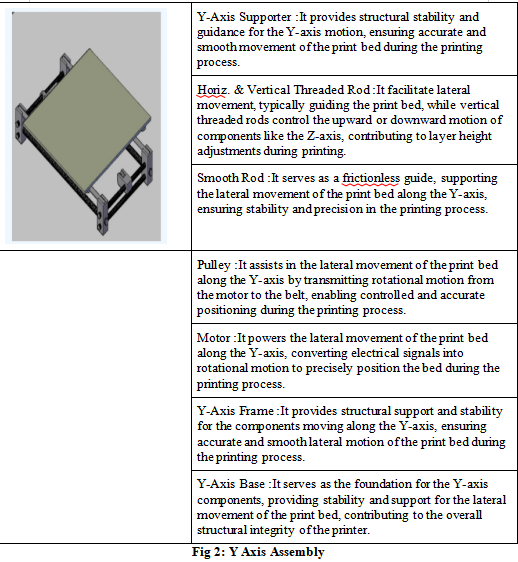 Y-Axis Supporter :It provides structural stability and
guidance for the Y-axis motion, ensuring accurate and
smooth movement of the print bed during the printing
process.
Horiz. & Vertical Threaded Rod :It facilitate lateral
movement, typically guiding the print bed, while vertical
threaded rods control the upward or downward motion of
components like the Z-axis, contributing to layer height
adjustments during printing.
Smooth Rod :It serves as a frictionless guide, supporting
the lateral movement of the print bed along the Y-axis,
ensuring stability and precision in the printing process.
Pulley :It assists in the lateral movement of the print bed
along the Y-axis by transmitting rotational motion from
the motor to the belt, enabling controlled and accurate
positioning during the printing process.
Motor :It powers the lateral movement of the print bed
along the Y-axis, converting electrical signals into
rotational motion to precisely position the bed during the
printing process.
Y-Axis Frame :It provides structural support and stability
for the components moving along the Y-axis, ensuring
accurate and smooth lateral motion of the print bed during
the printing process.
Y-Axis Base :It serves as the foundation for the Y-axis
components, providing stability and support for the lateral
movement of the print bed, contributing to the overall
structural integrity of the printer.
Fig 2: Y Axis Assembly